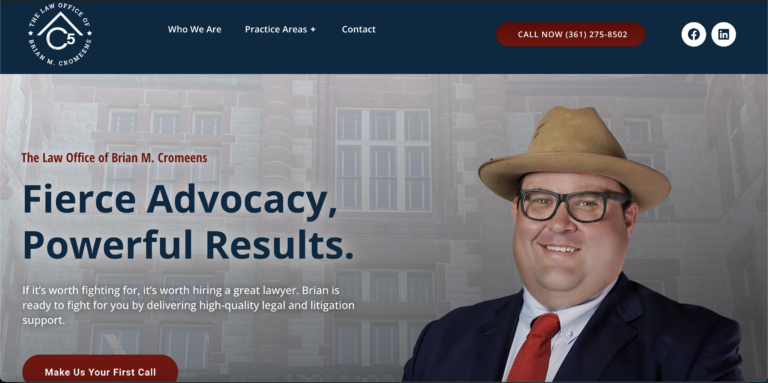 THE LAW OFFICE OF
BRIAN M. CROMEENS
C5
Who We Are
Practice Areas +
Contact
CALL NOW (361) 275-8502
The Law Office of Brian M. Cromeens
Fierce Advocacy,
Powerful Results.
If it's worth fighting for, it's worth hiring a great lawyer. Brian is
ready to fight for you by delivering high-quality legal and litigation
support.
Make Us Your First Call